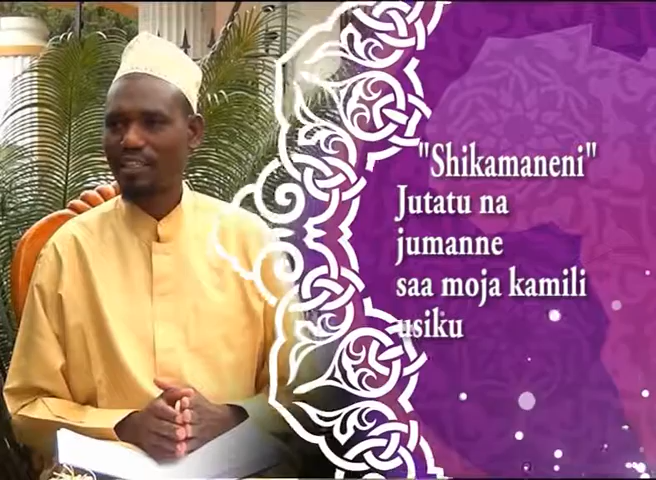 "Shikamaneni"
Jutatu na
jumanne
saa moja kamili
usiku